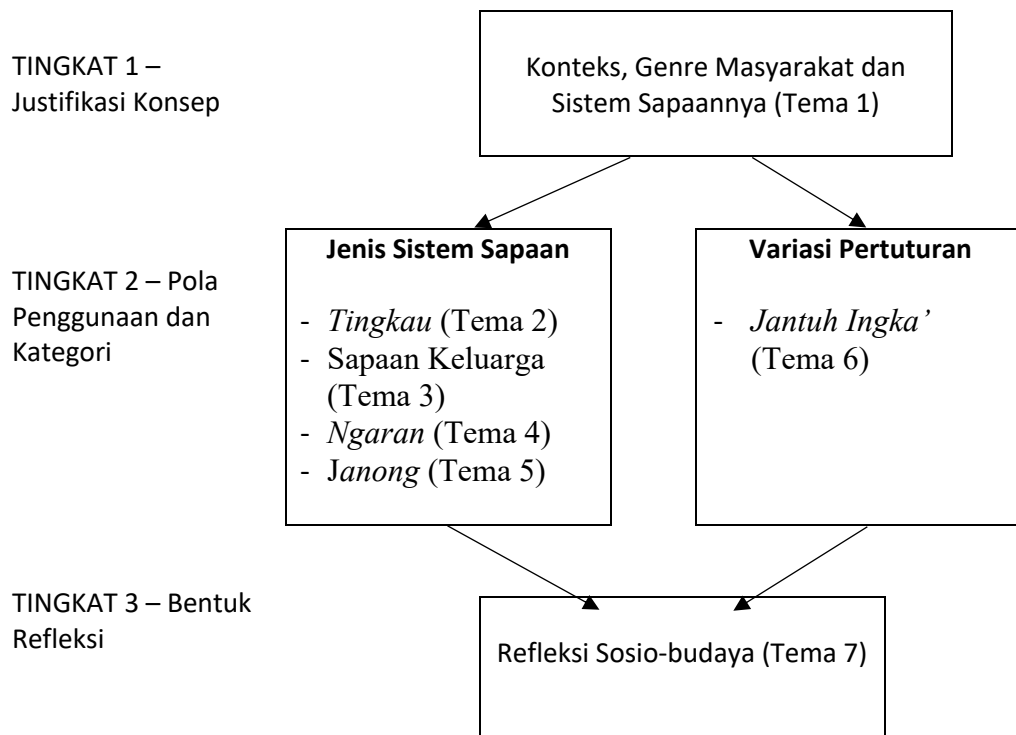 TINGKAT 1 –
Justifikasi Konsep
Konteks, Genre Masyarakat dan
Sistem Sapaannya (Tema 1)
TINGKAT 2 – Pola
Penggunaan dan
Kategori
Jenis Sistem Sapaan
- Tingkau (Tema 2)
- Sapaan Keluarga
(Tema 3)
- Ngaran (Tema 4)
- Janong (Tema 5)
Variasi Pertuturan
- Jantuh Ingka’
(Tema 6)
TINGKAT 3 – Bentuk
Refleksi
Refleksi Sosio-budaya (Tema 7)